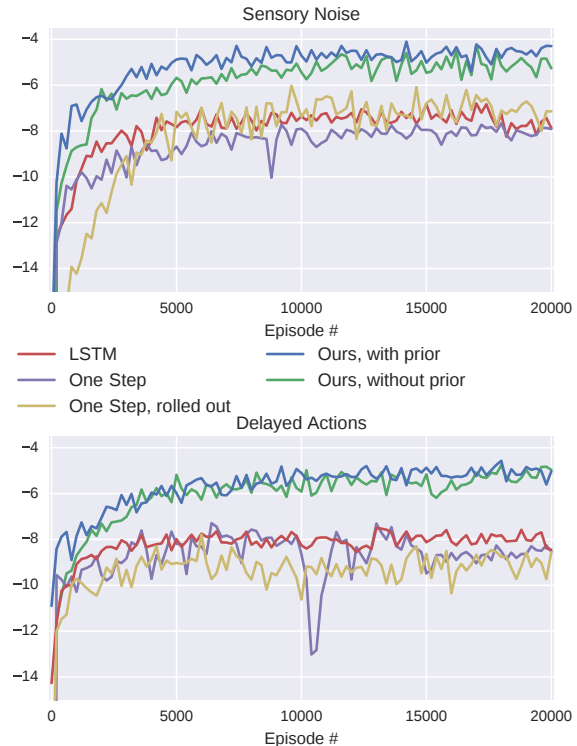 Sensory Noise
−4
−6
−8
−10
−12
−14
0 5000 10000 15000 20000
Episode #
LSTM Ours, with prior
One Step Ours, without prior
One Step, rolled out
Delayed Actions
−4
−6
−8
−10
−12
−14
0 5000 10000 15000 20000
Episode #